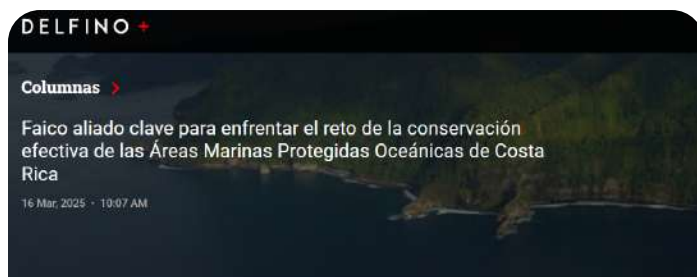 DELFINO +
Columnas >
Faico aliado clave para enfrentar el reto de la conservación
efectiva de las Áreas Marinas Protegidas Oceánicas de Costa
Rica
16 Mar, 2025 · 10:07 AM